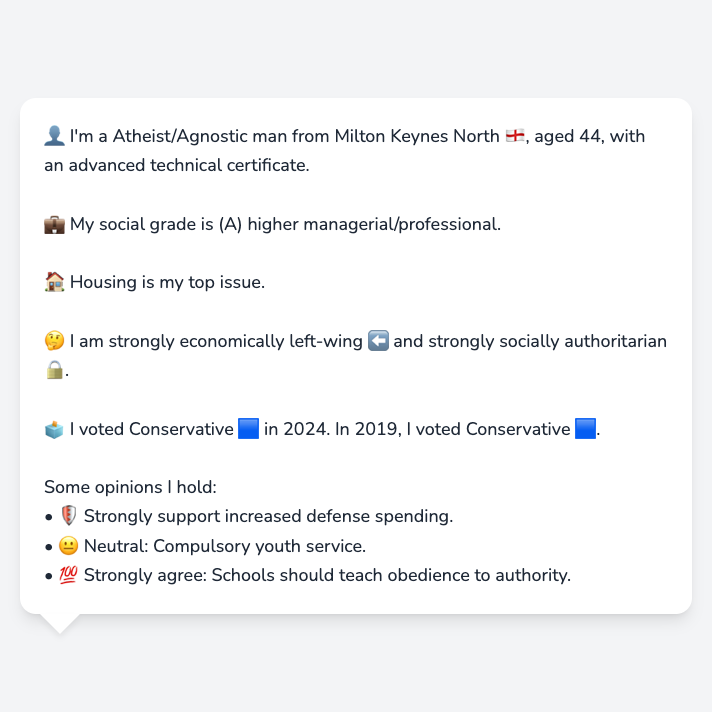 👤 I'm a Atheist/Agnostic man from Milton Keynes North 🏴󠁧󠁢󠁥󠁮󠁧󠁿, aged 44, with
an advanced technical certificate.
💼 My social grade is (A) higher managerial/professional.
🏠 Housing is my top issue.
🤔 I am strongly economically left-wing ⬅️ and strongly socially authoritarian
🔒.
🗳️ I voted Conservative 🟦 in 2024. In 2019, I voted Conservative 🟦.
Some opinions I hold:
• 🛡️ Strongly support increased defense spending.
• 😐 Neutral: Compulsory youth service.
• 💯 Strongly agree: Schools should teach obedience to authority.